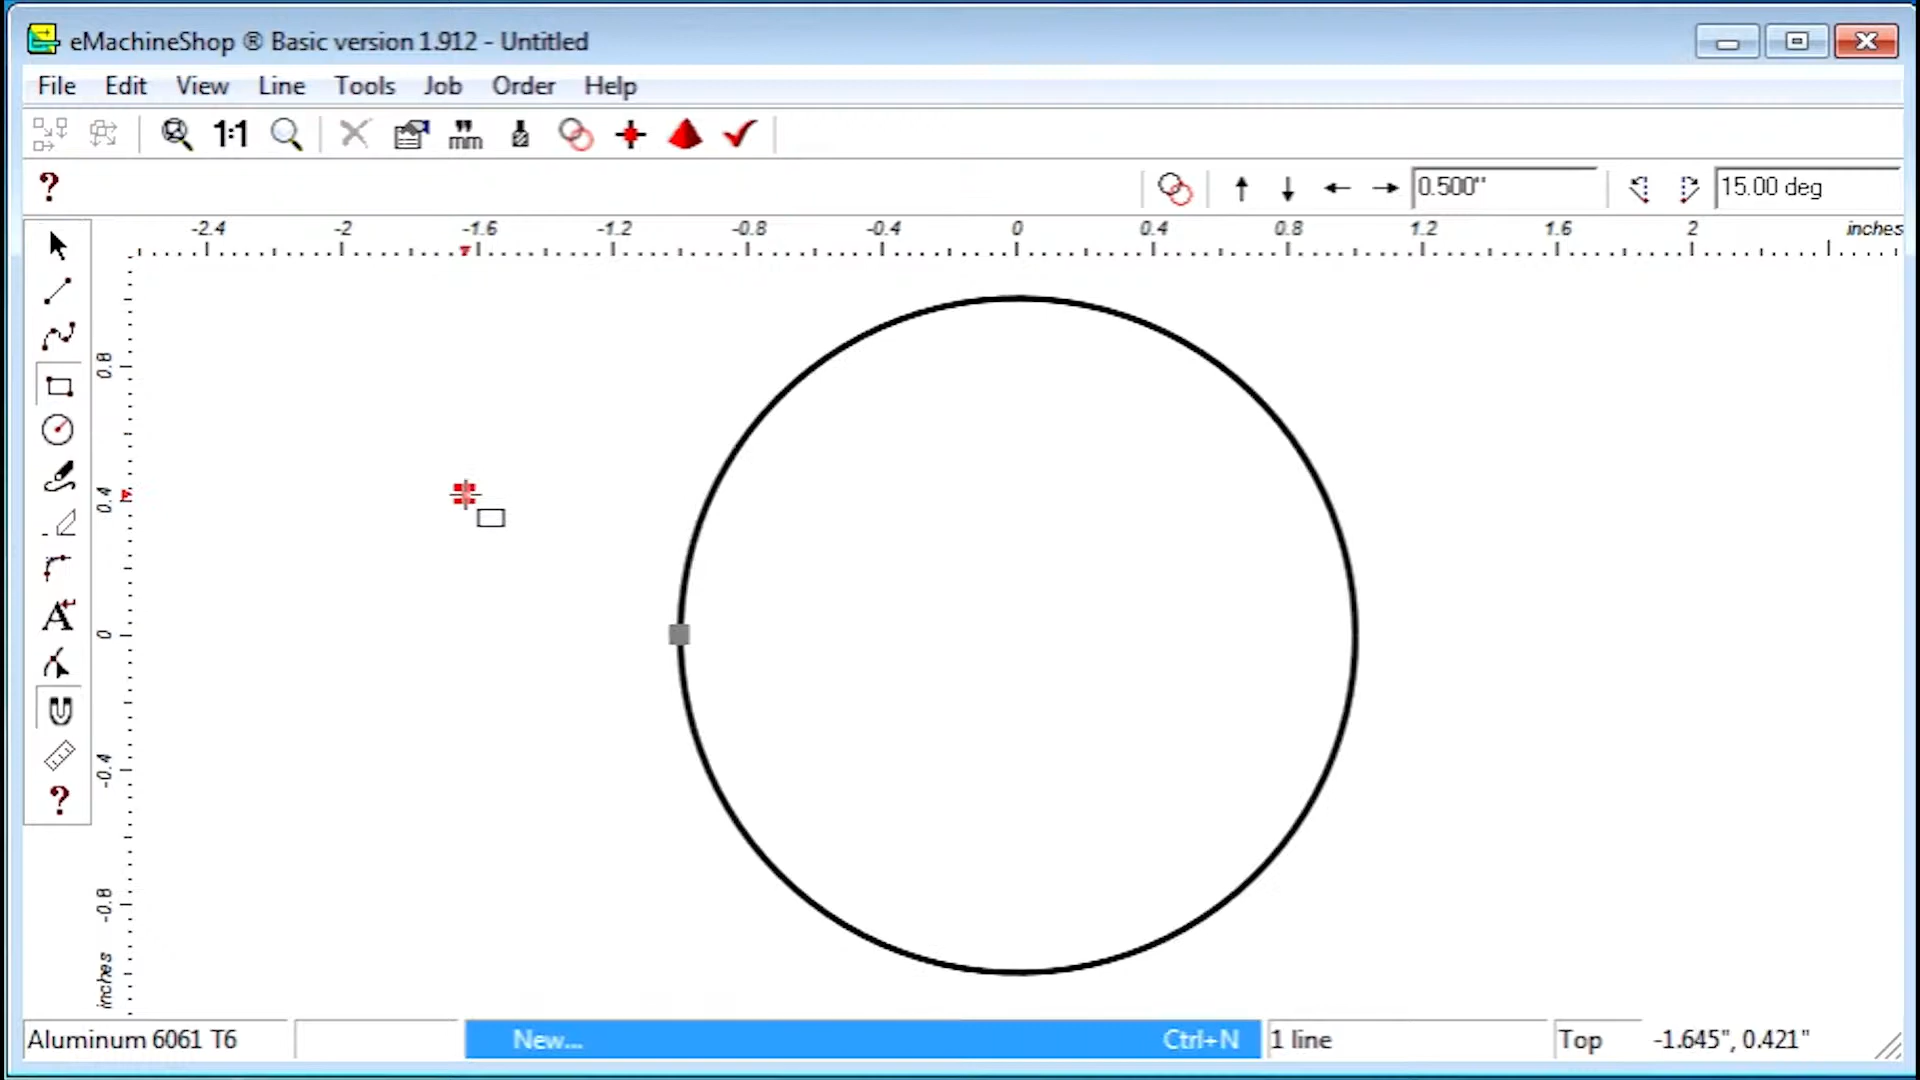 eMachineShop ® Basic version 1.912 - Untitled
File Edit View Line Tools Job Order Help
1:1 mm
? 0.500" 15.00 deg
-2.4 -2 -1.6 -1.2 -0.8 -0.4 0 0.4 0.8 1.2 1.6 2 inches
0.8
0.4
A
0
-0.4
?
-0.8
inches
Aluminum 6061 T6 New... Ctrl+N 1 line Top -1.645", 0.421"